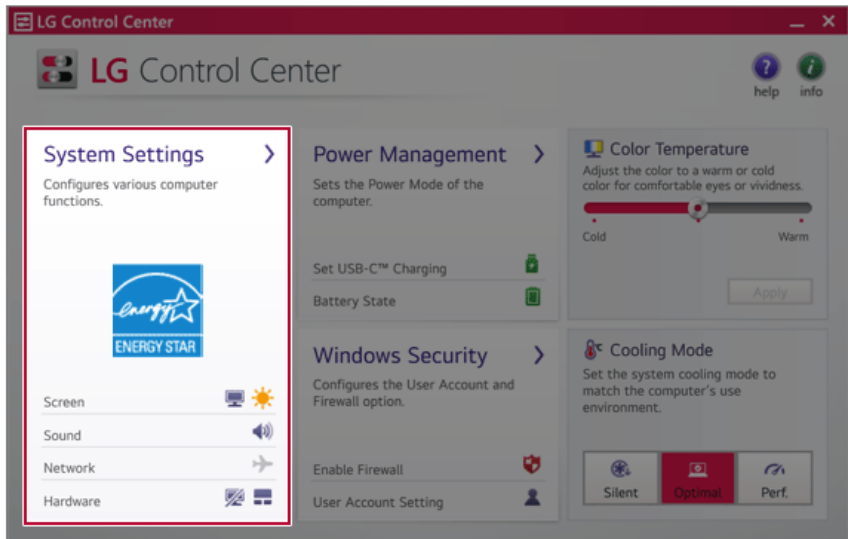 LG Control Center
LG Control Center
help
info
System Settings
Configures various computer
functions.
energy
ENERGY STAR
Screen
Sound
Network
Hardware
Power Management
Sets the Power Mode of the
computer.
Set USB-C™ Charging
Battery State
Windows Security
Configures the User Account and
Firewall option.
Enable Firewall
User Account Setting
Color Temperature
Adjust the color to a warm or cold
color for comfortable eyes or vividness.
Cold
Warm
Apply
Cooling Mode
Set the system cooling mode to
match the computer's use
environment.
Silent
Optimal
Perf.